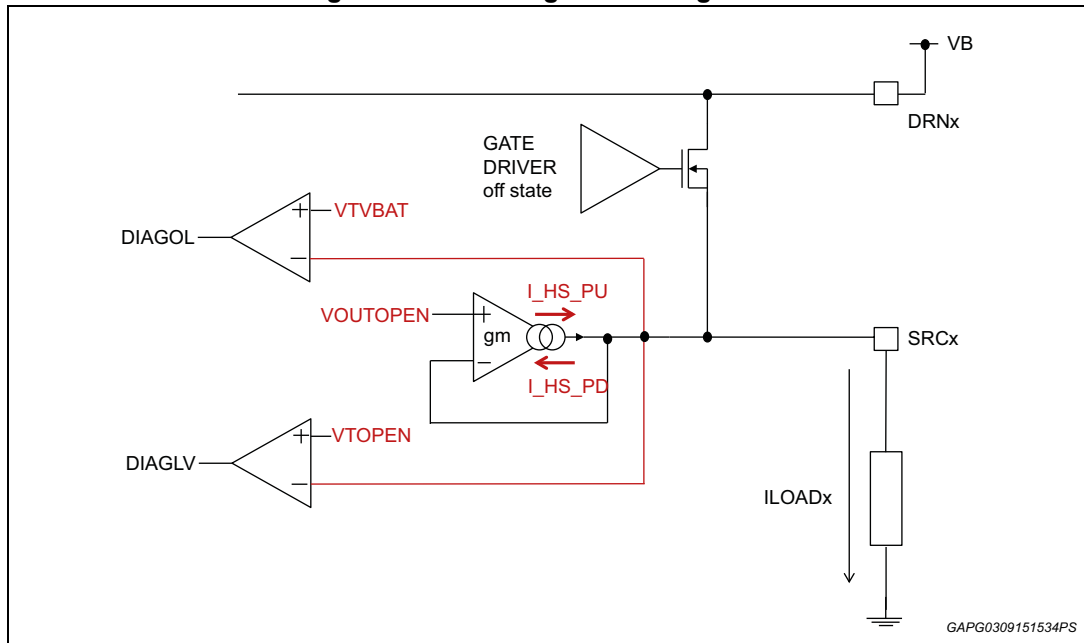 VB
DRNx
GATE
DRIVER
off state
+
VTVBAT
DIAGOL
−
I_HS_PU
VOUTOPEN
+
gm
SRCx
−
I_HS_PD
+
VTOPEN
DIAGLV
−
ILOADx
GAPG0309151534PS